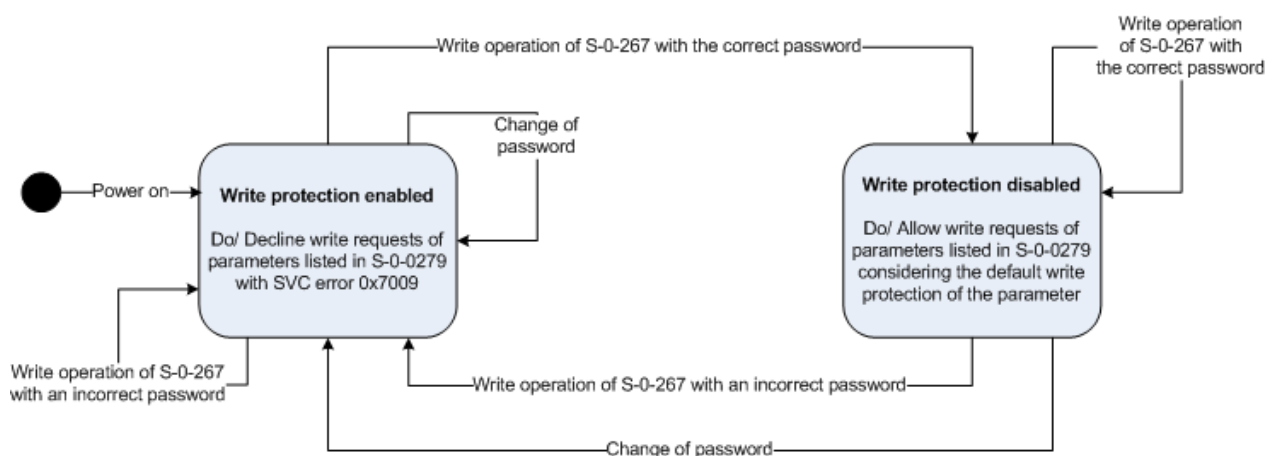 Write operation
of S-0-267 with
the correct password
Write operation of S-0-267 with the correct password
Change of
password
Power on
Write protection enabled
Do/ Decline write requests of
parameters listed in S-0-0279
with SVC error 0x7009
Write protection disabled
Do/ Allow write requests of
parameters listed in S-0-0279
considering the default write
protection of the parameter
Write operation of S-0-267
with an incorrect password
Write operation of S-0-267 with an incorrect password
Change of password